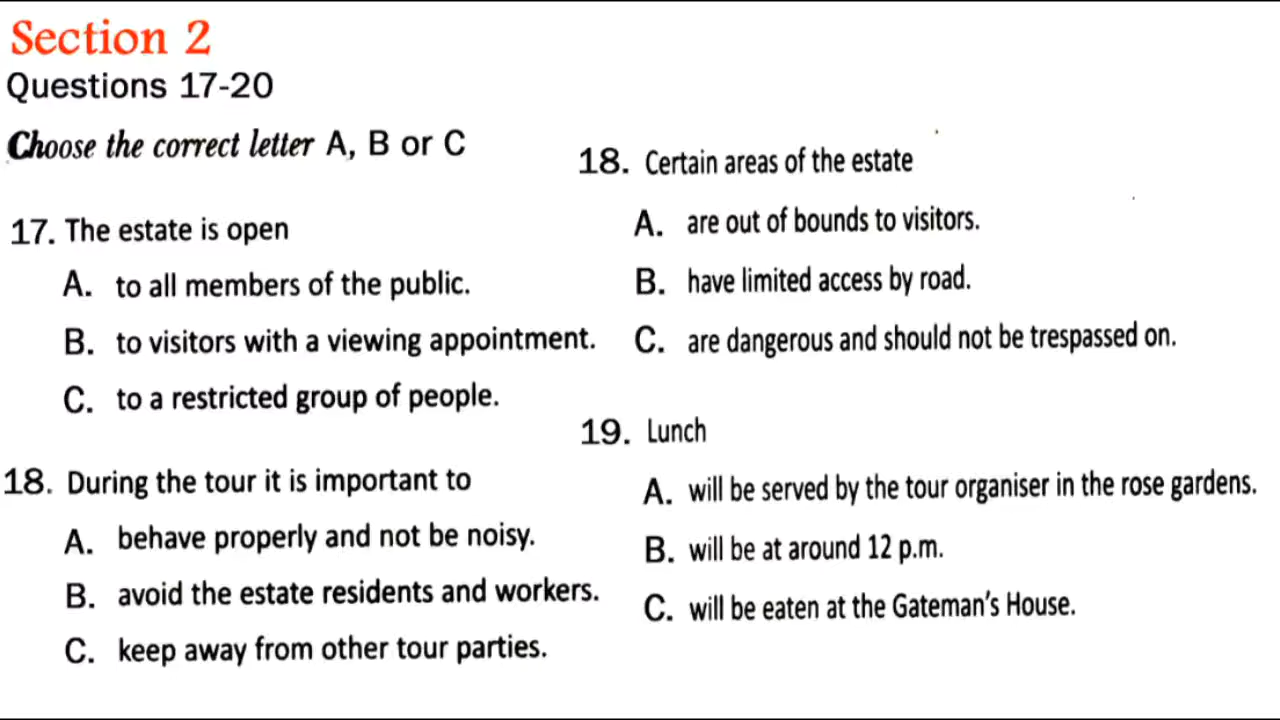 Section 2
Questions 17-20
Choose the correct letter A, B or C
17. The estate is open
A. to all members of the public.
B. to visitors with a viewing appointment.
C. to a restricted group of people.
18. During the tour it is important to
A. behave properly and not be noisy.
B. avoid the estate residents and workers.
C. keep away from other tour parties.
18. Certain areas of the estate
A. are out of bounds to visitors.
B. have limited access by road.
C. are dangerous and should not be trespassed on.
19. Lunch
A. will be served by the tour organiser in the rose gardens.
B. will be at around 12 p.m.
C. will be eaten at the Gateman's House.